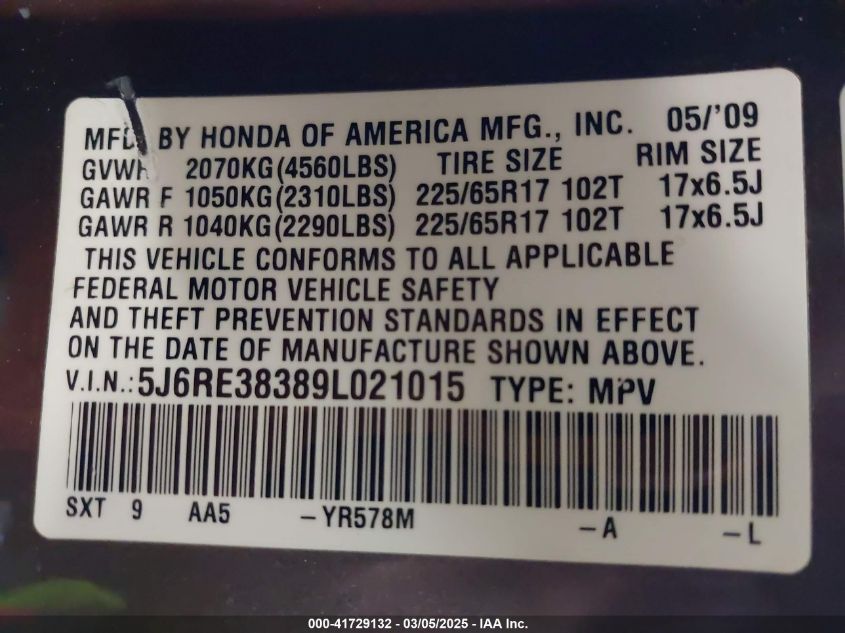 MFD BY HONDA OF AMERICA MFG., INC. 05/'09
GVWR 2070KG(4560LBS) TIRE SIZE RIM SIZE
GAWR F 1050KG(2310LBS) 225/65R17 102T 17x6.5J
GAWR R 1040KG(2290LBS) 225/65R17 102T 17x6.5J
THIS VEHICLE CONFORMS TO ALL APPLICABLE
FEDERAL MOTOR VEHICLE SAFETY
AND THEFT PREVENTION STANDARDS IN EFFECT
ON THE DATE OF MANUFACTURE SHOWN ABOVE.
V.I.N.: 5J6RE38389L021015 TYPE: MPV
SXT 9 AA5 -YR578M -A -L
000-41729132 - 03/05/2025 - IAA Inc.